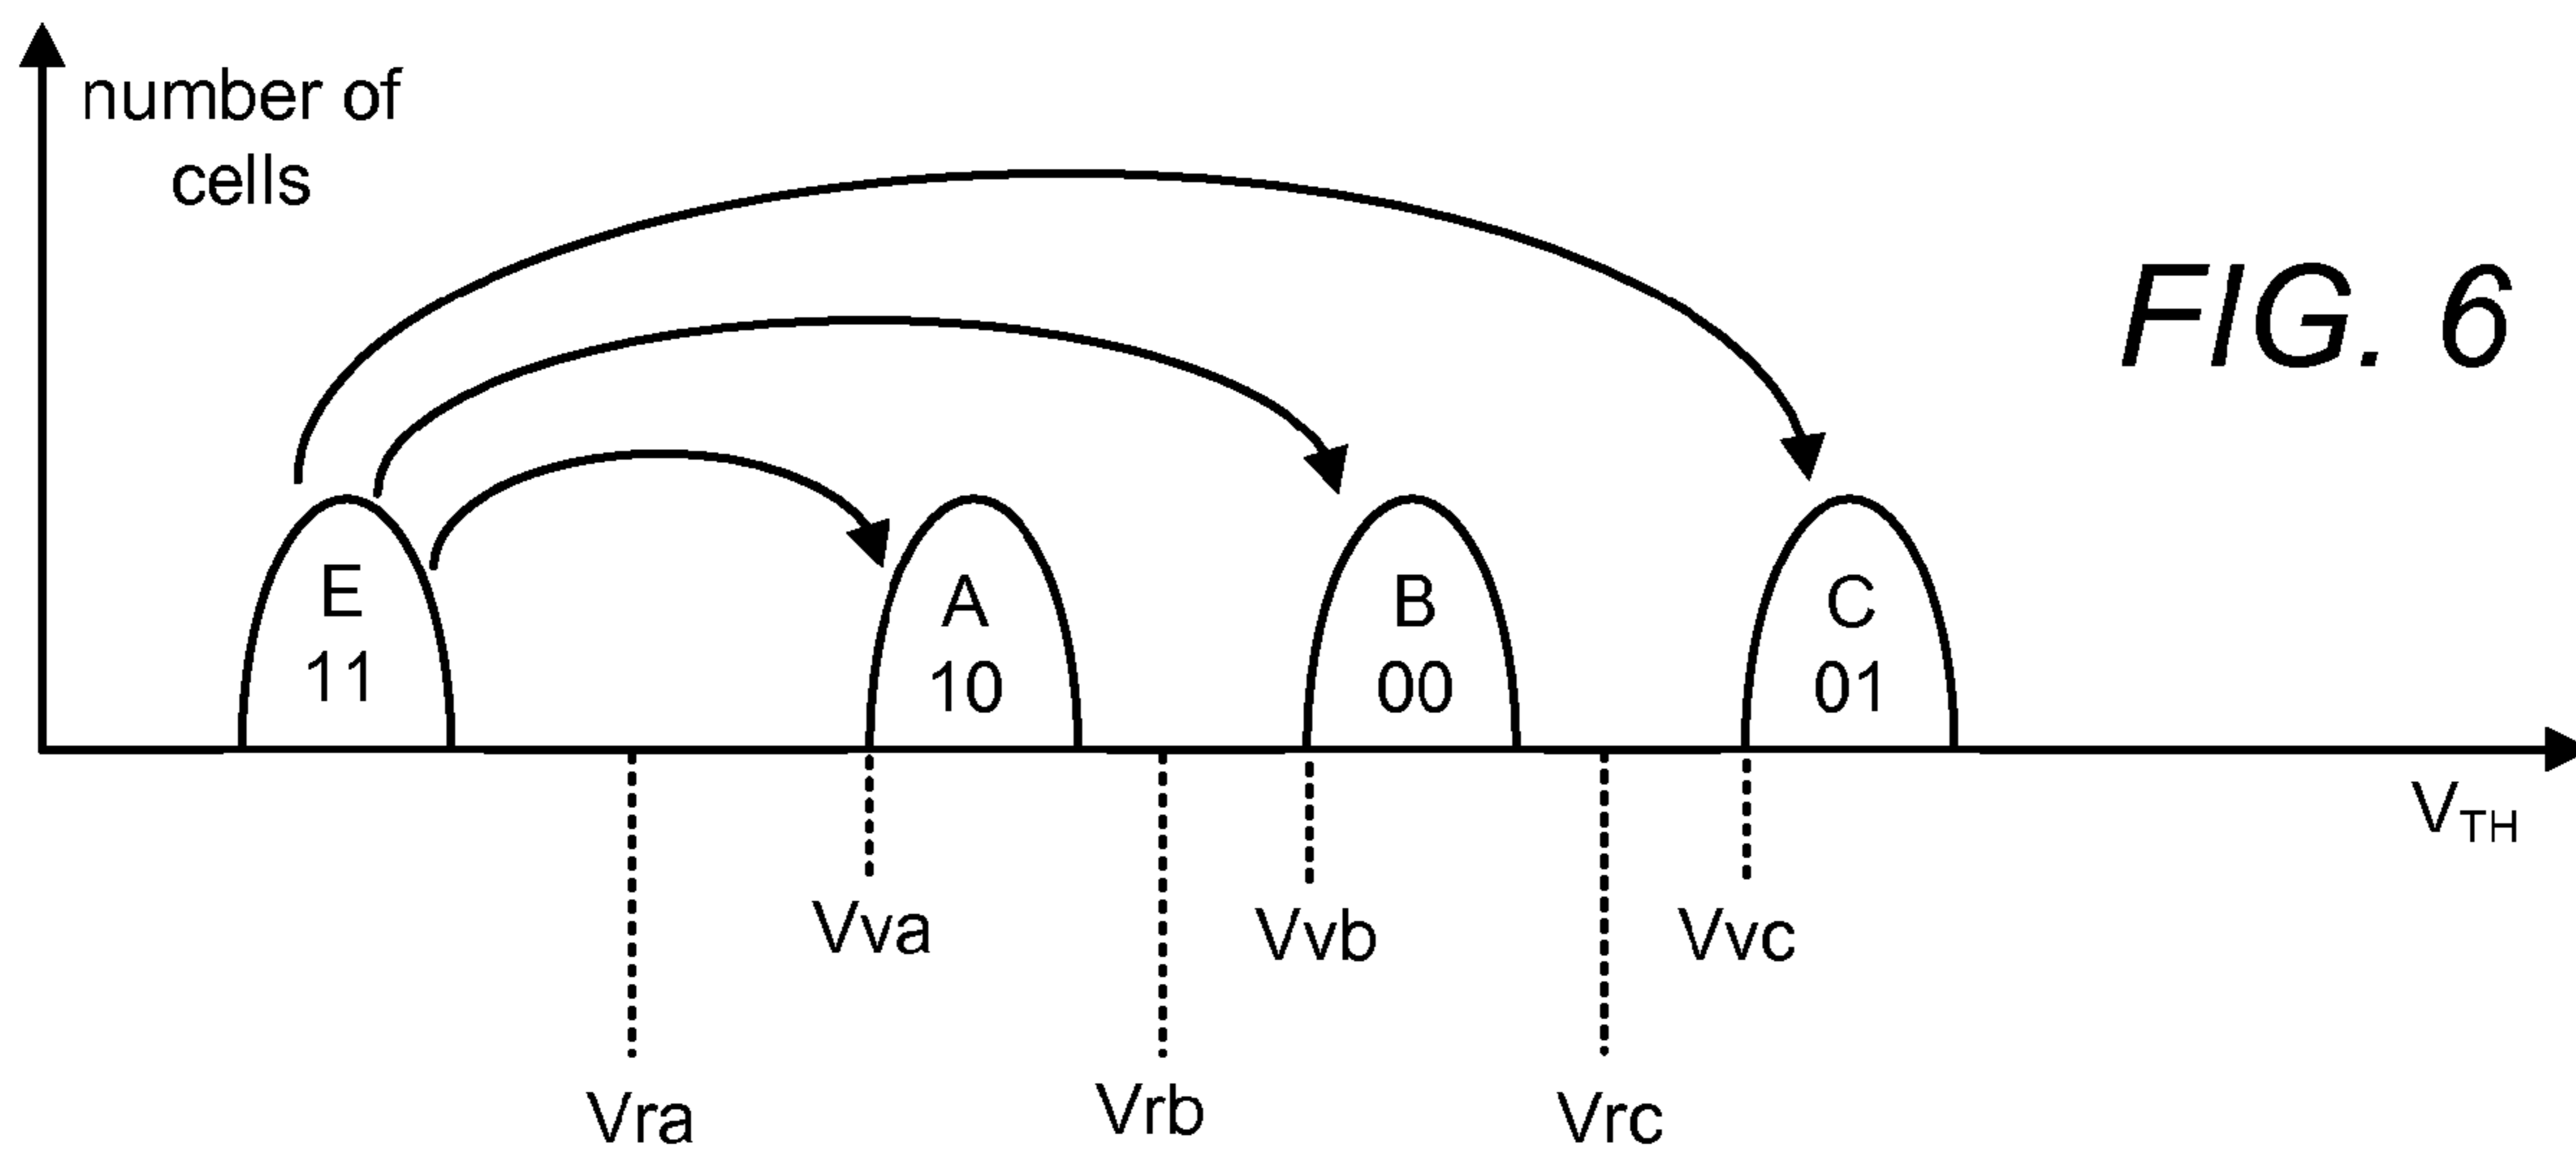 number of
cells
FIG. 6
E
11
A
10
B
00
C
01
VTH
Vva
Vvb
Vvc
Vra
Vrb
Vrc